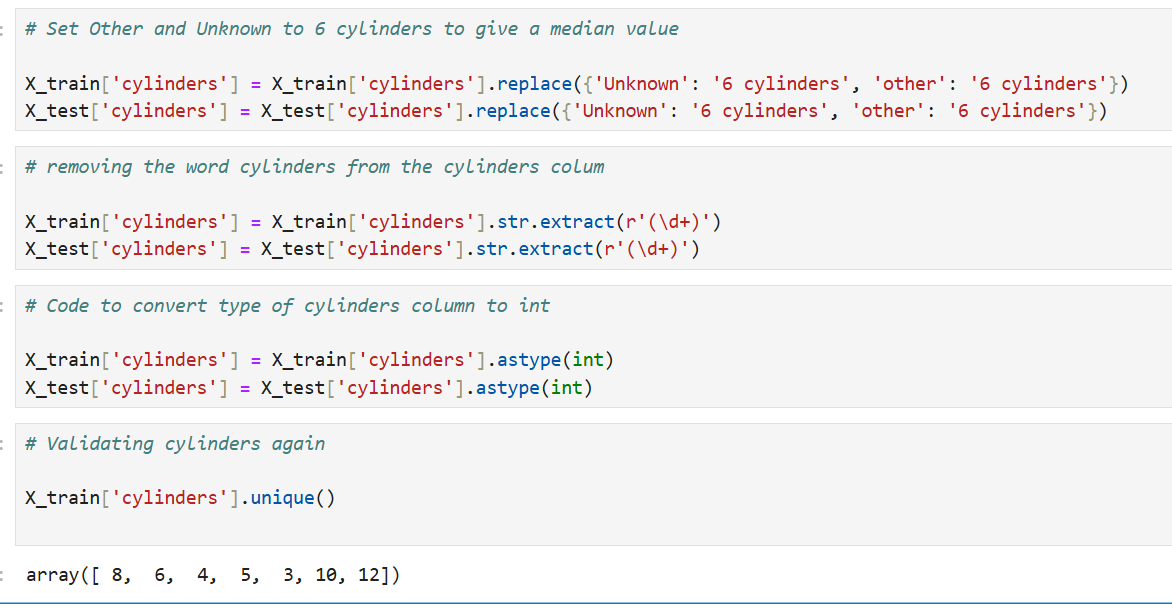 # Set Other and Unknown to 6 cylinders to give a median value
X_train['cylinders'] = X_train['cylinders'].replace({'Unknown': '6 cylinders', 'other': '6 cylinders'})
X_test['cylinders'] = X_test['cylinders'].replace({'Unknown': '6 cylinders', 'other': '6 cylinders'})
# removing the word cylinders from the cylinders colum
X_train['cylinders'] = X_train['cylinders'].str.extract(r'(\d+)')
X_test['cylinders'] = X_test['cylinders'].str.extract(r'(\d+)')
# Code to convert type of cylinders column to int
X_train['cylinders'] = X_train['cylinders'].astype(int)
X_test['cylinders'] = X_test['cylinders'].astype(int)
# Validating cylinders again
X_train['cylinders'].unique()
array([ 8,  6,  4,  5,  3, 10, 12])